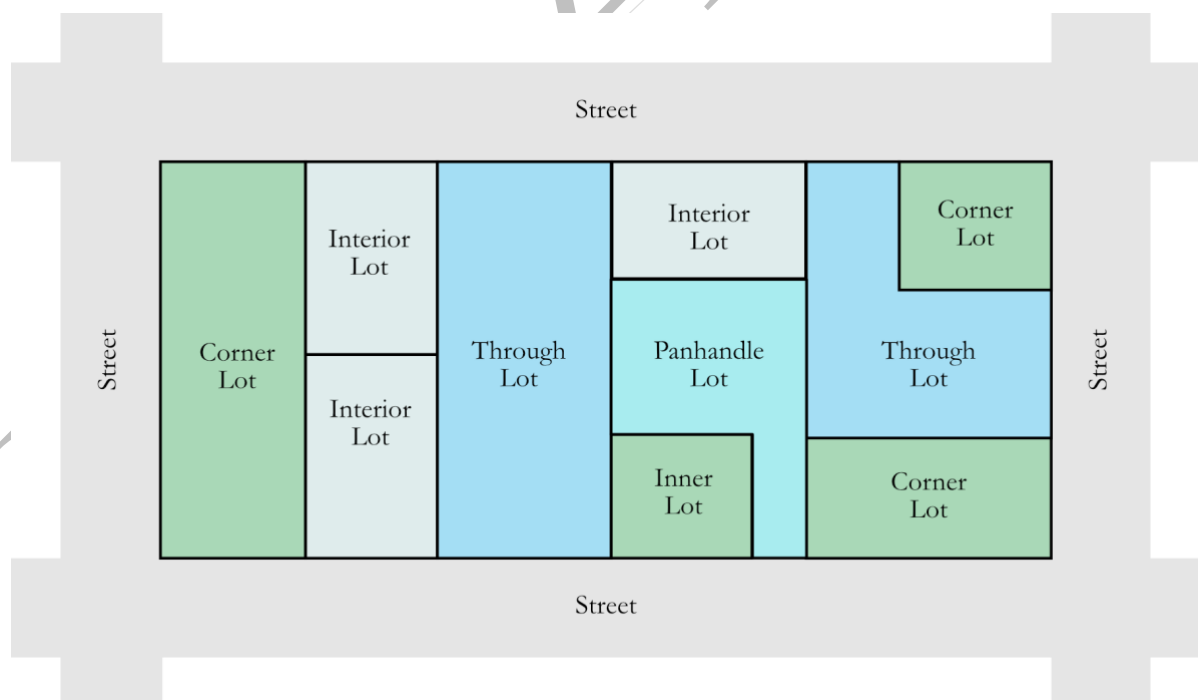 Street
Interior
Lot
Corner
Lot
Interior
Lot
Street
Corner
Lot
Through
Lot
Panhandle
Lot
Through
Lot
Street
Interior
Lot
Inner
Lot
Corner
Lot
Street